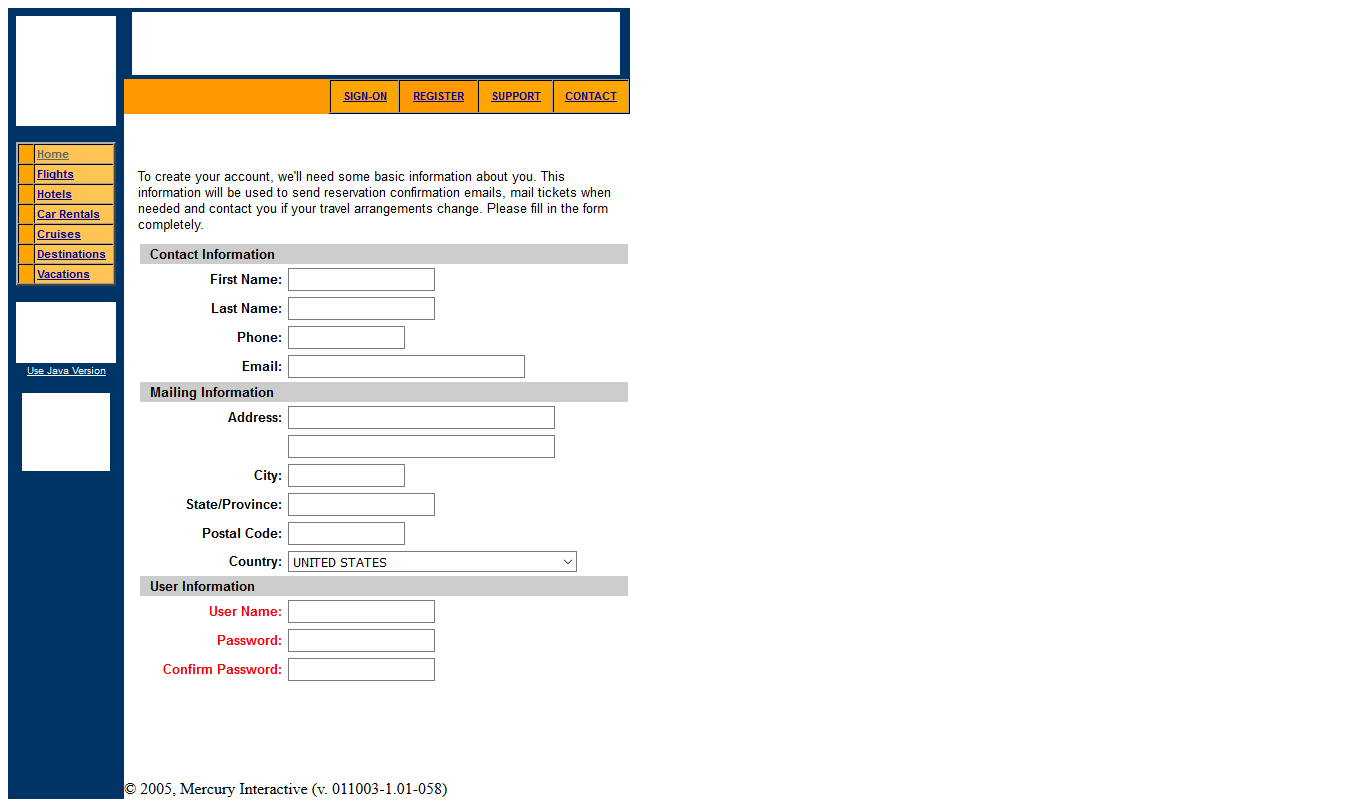 SIGN-ON REGISTER SUPPORT CONTACT
Home
Flights
Hotels
Car Rentals
Cruises
Destinations
Vacations
Use Java Version
To create your account, we'll need some basic information about you. This
information will be used to send reservation confirmation emails, mail tickets when
needed and contact you if your travel arrangements change. Please fill in the form
completely.
Contact Information
First Name:
Last Name:
Phone:
Email:
Mailing Information
Address:
City:
State/Province:
Postal Code:
Country: UNITED STATES
User Information
User Name:
Password:
Confirm Password:
© 2005, Mercury Interactive (v. 011003-1.01-058)